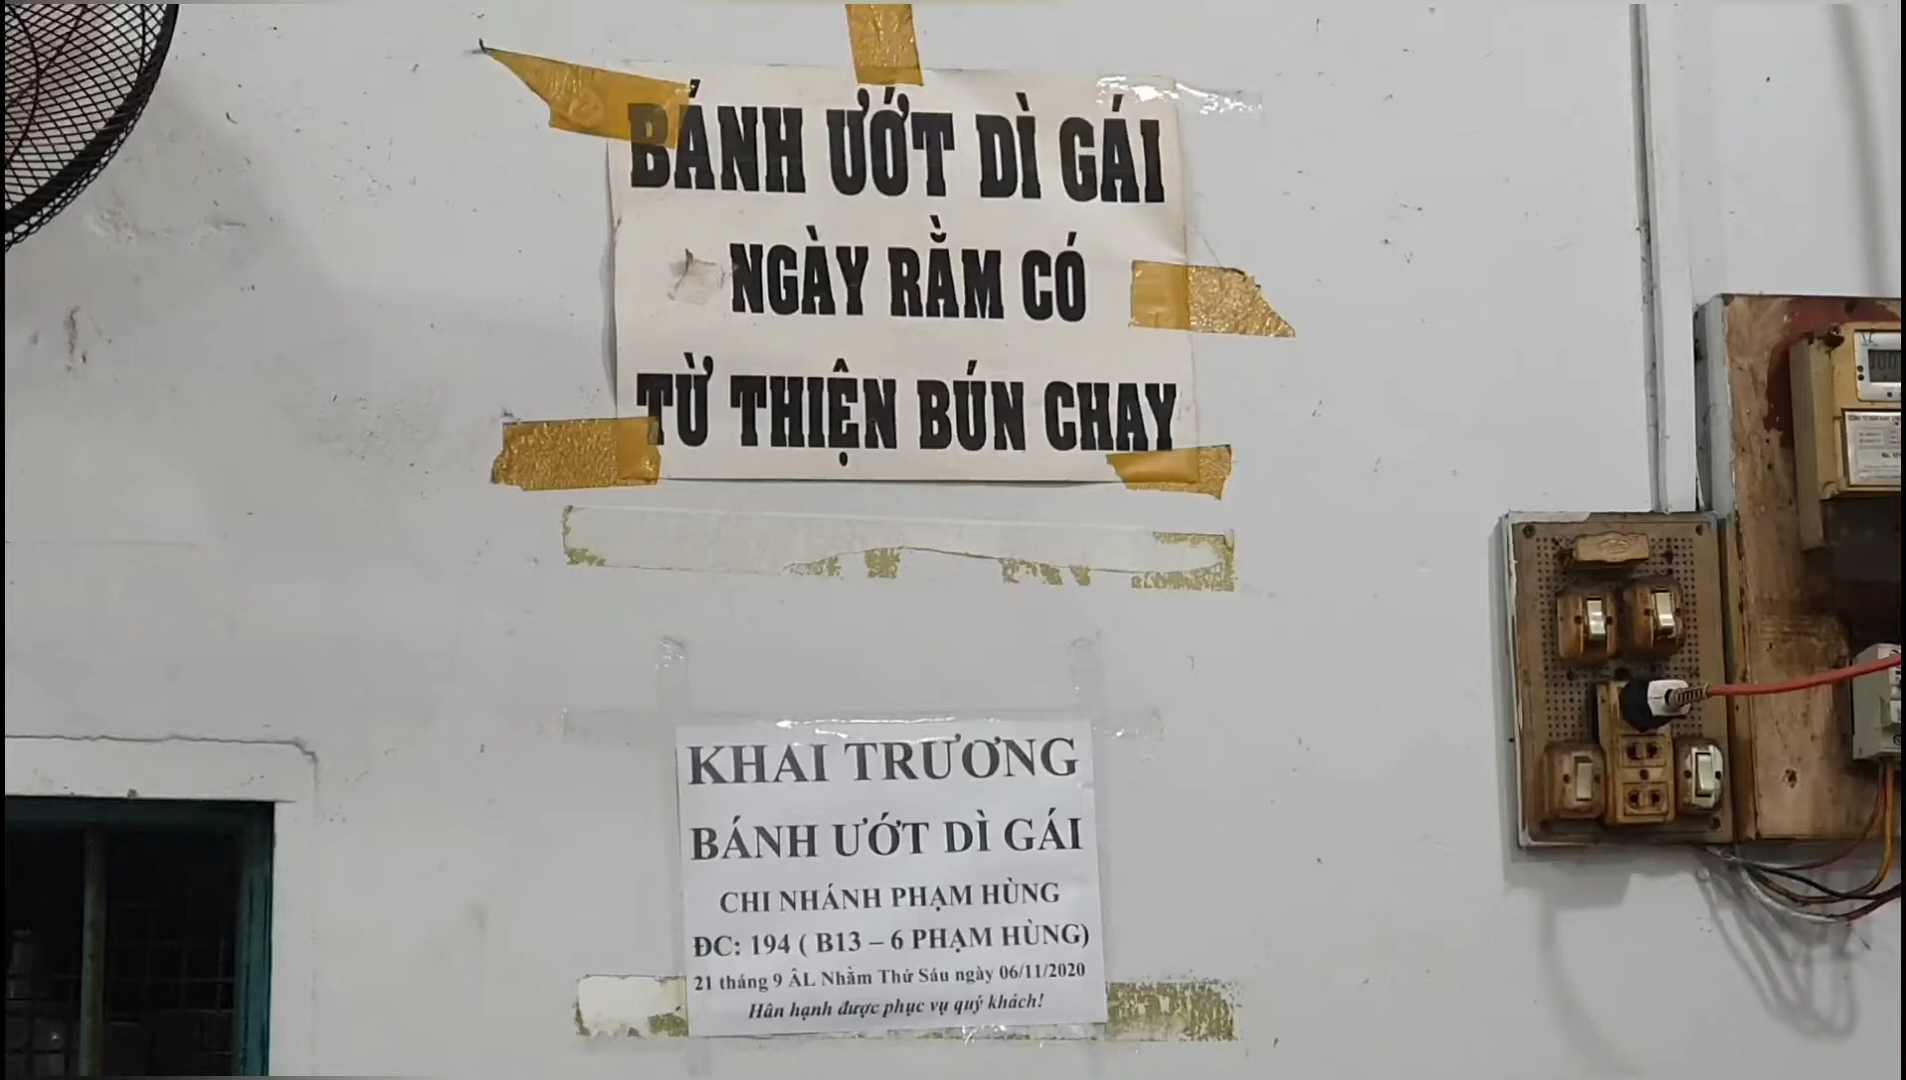 BÁNH ƯỚT DÌ GÁI
NGÀY RẰM CÓ
TỪ THIỆN BÚN CHAY
KHAI TRƯƠNG
BÁNH ƯỚT DÌ GÁI
CHI NHÁNH PHẠM HÙNG
ĐC: 194 ( B13 – 6 PHẠM HÙNG)
21 tháng 9 ÂL Nhằm Thứ Sáu ngày 06/11/2020
Hân hạnh được phục vụ quý khách!